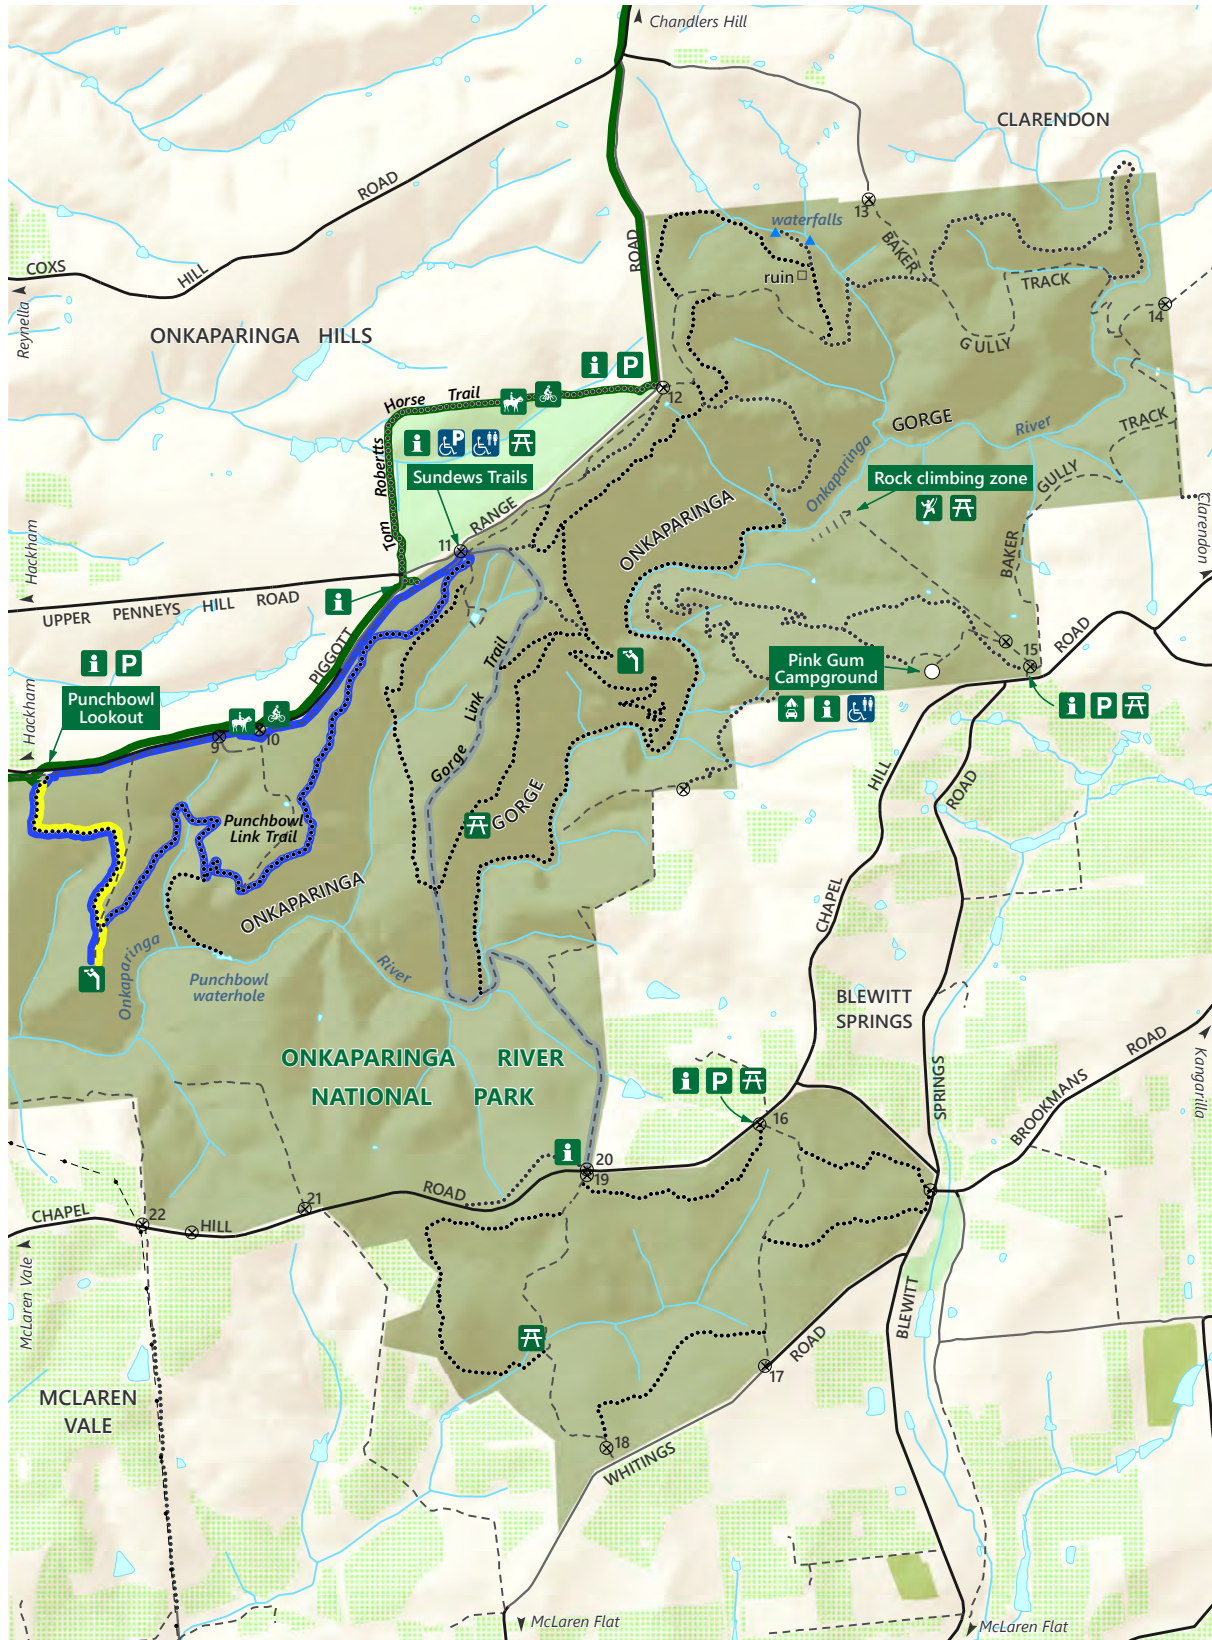 Chandlers Hill
CLARENDON
ROAD
13
waterfalls
BAKER
ROAD
COXS
HILL
ruin
TRACK
Reynella
14
ONKAPARINGA HILLS
GULLY
i P
Horse Trail
12
GORGE
River
TRACK
Robertts
i P
Sundews Trails
Onkaparinga
Rock climbing zone
GULLY
ONKAPARINGA
Clarendon
RANGE
Tom
11
BAKER
Hackham
i
UPPER PENNEYS HILL ROAD
PIGGOTT
Trail
ROAD
15
i P
Pink Gum
Campground
i
i P
Punchbowl
Lookout
Hackham
Link
9
10
Gorge
HILL
ROAD
GORGE
Punchbowl
Link Trail
ONKAPARINGA
CHAPEL
Onkaparinga
River
Punchbowl
waterhole
BLEWITT
SPRINGS
ONKAPARINGA RIVER
NATIONAL PARK
ROAD
Kangarilla
SPRINGS
BROOKMANS
i P
16
i
20
19
ROAD
21
CHAPEL
22
HILL
McLaren Vale
BLEWITT
ROAD
17
MCLAREN
VALE
18
WHITINGS
McLaren Flat
McLaren Flat